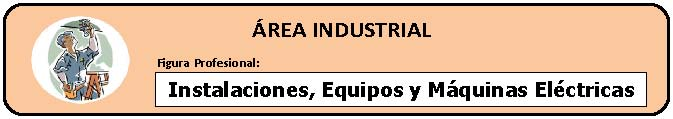 ÁREA INDUSTRIAL
Figura Profesional:
Instalaciones, Equipos y Máquinas Eléctricas